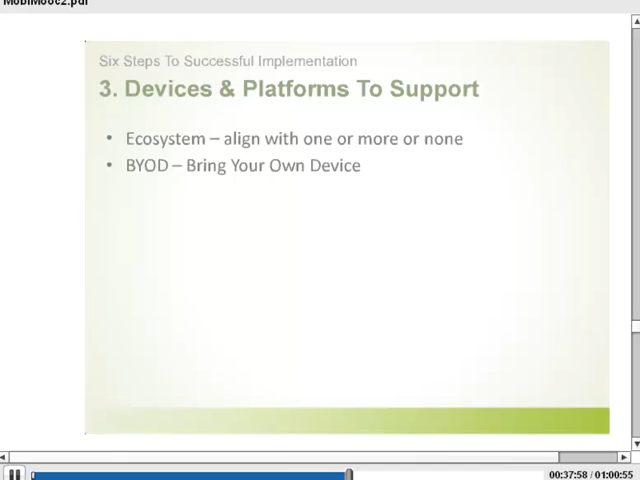 MobiMooc2.pdf
Six Steps To Successful Implementation
3. Devices & Platforms To Support
• Ecosystem – align with one or more or none
• BYOD – Bring Your Own Device
00:37:58 / 01:00:55